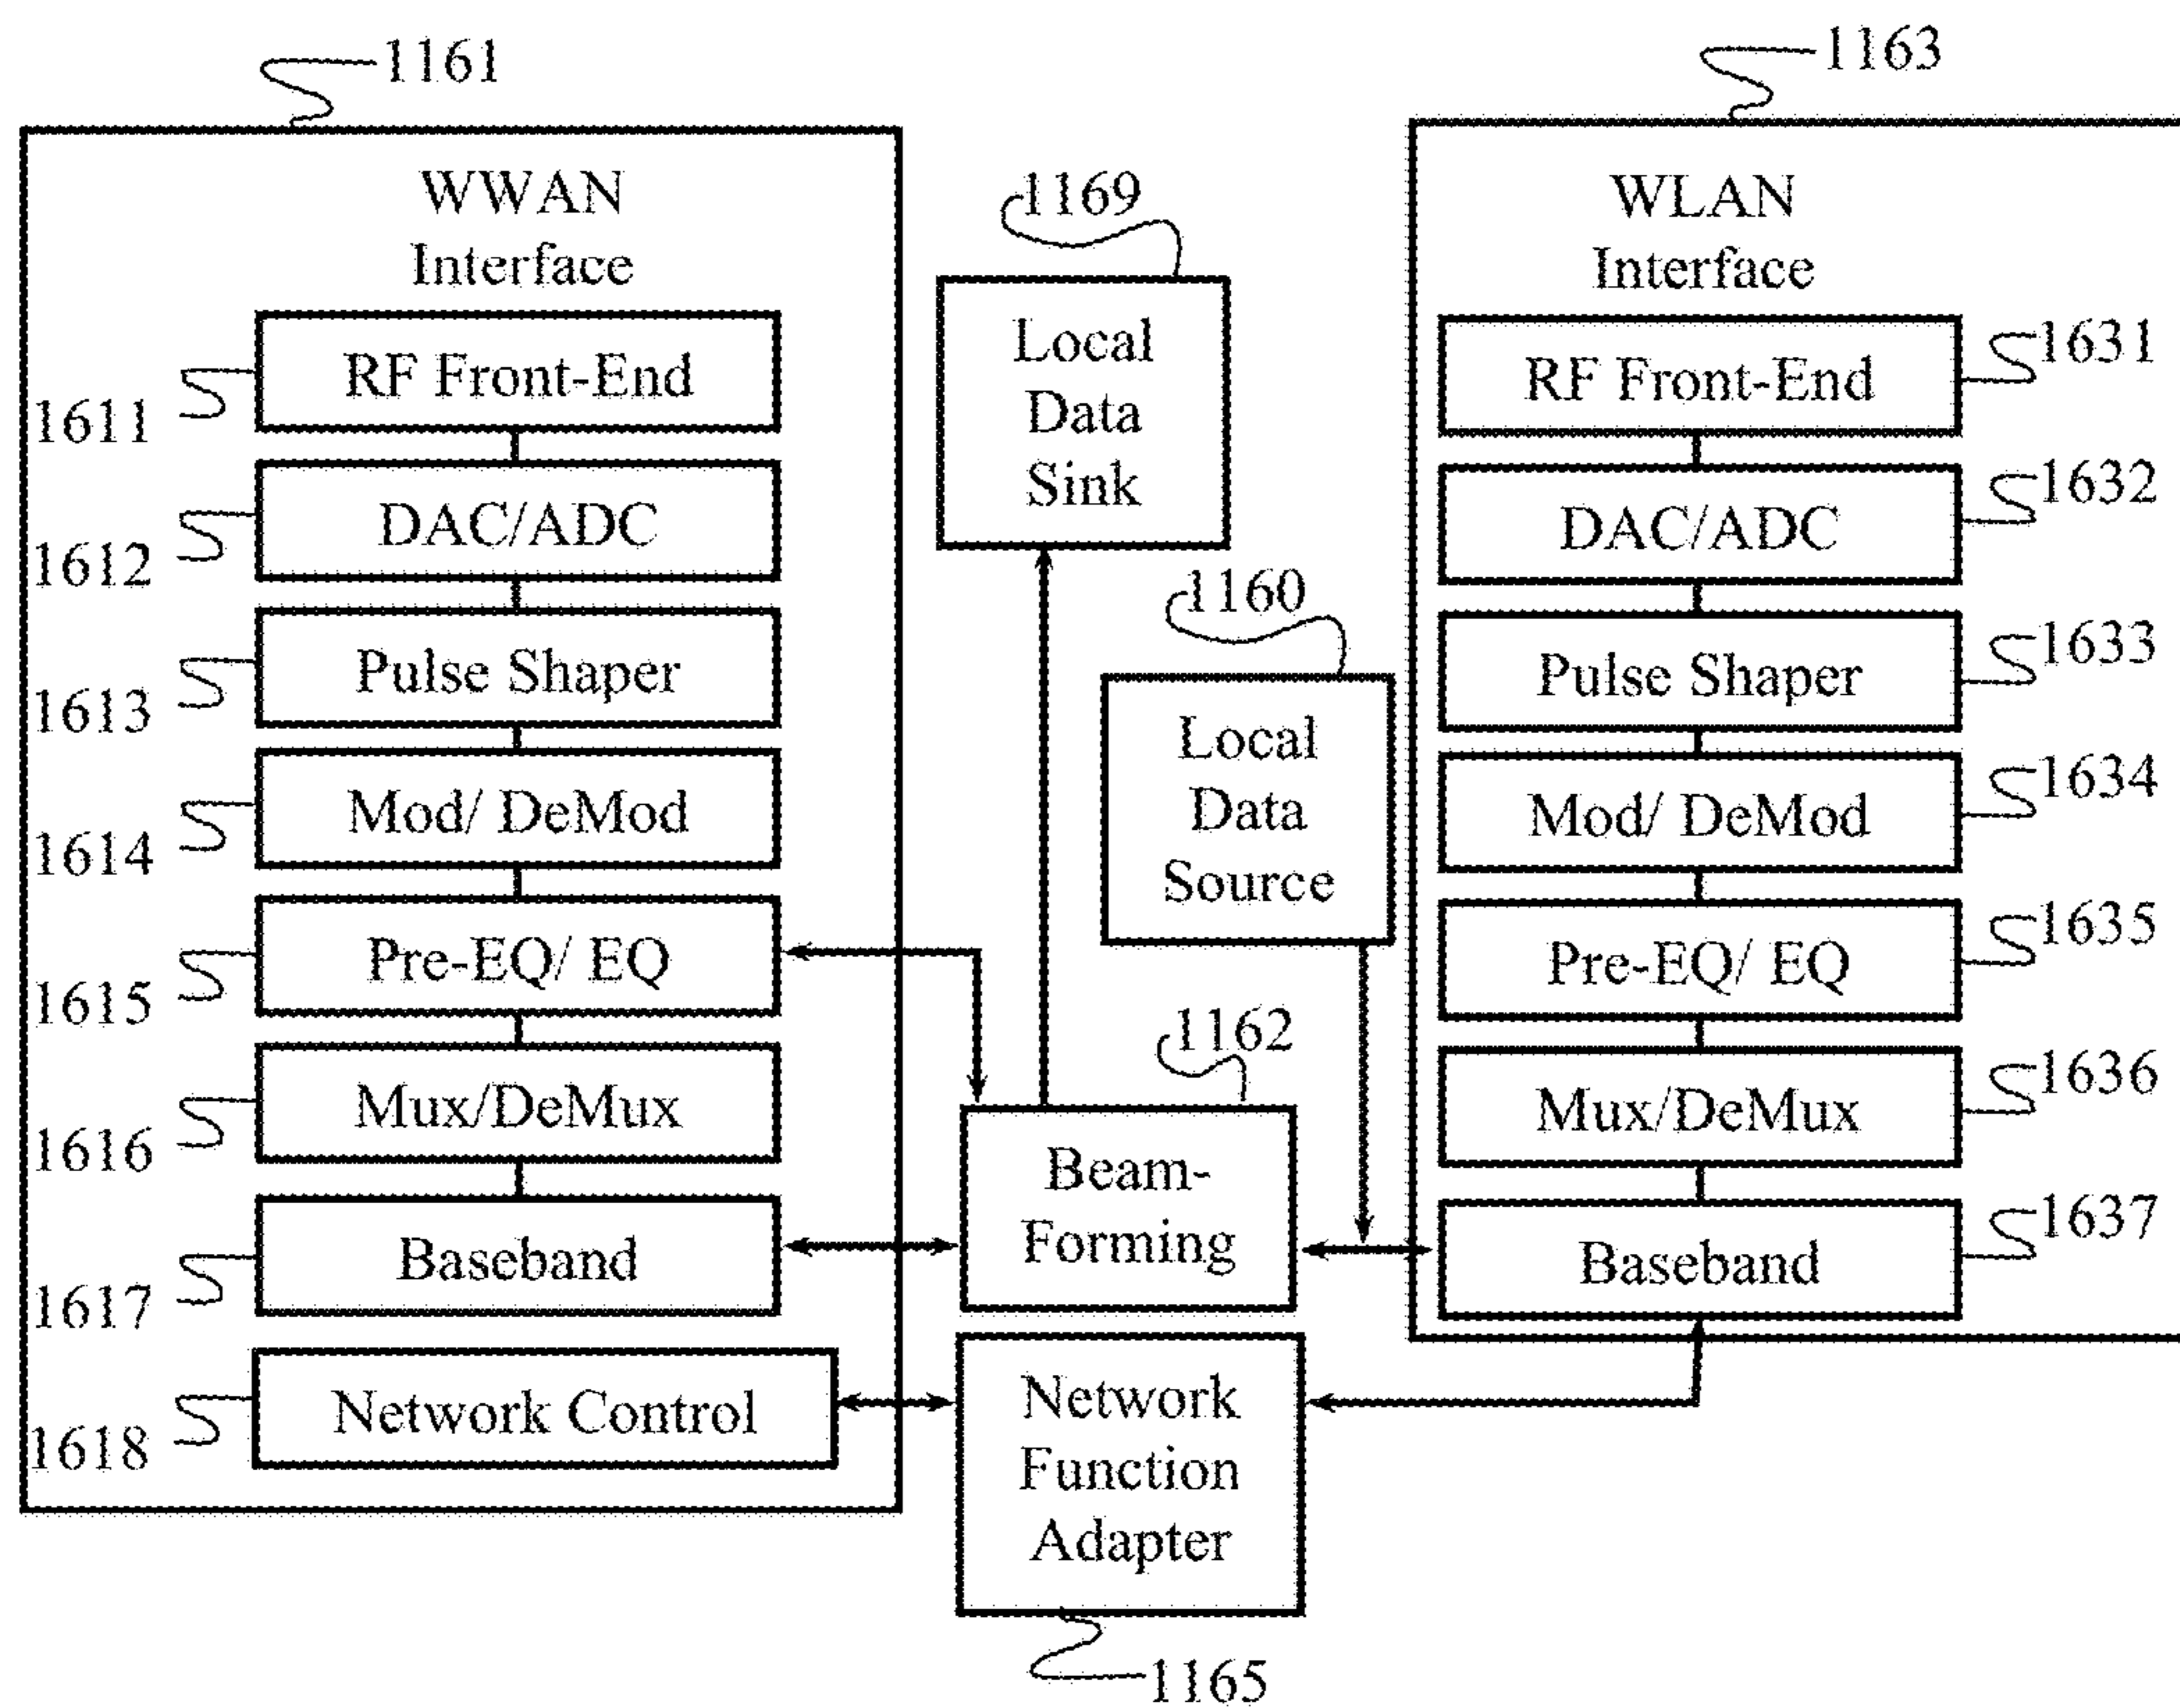 1161
WWAN
Interface
RF Front-End
1611
DAC/ADC
1612
Pulse Shaper
1613
Mod/ DeMod
1614
Pre-EQ/ EQ
1615
Mux/DeMux
1616
Baseband
1617
Network Control
1618
1169
Local
Data
Sink
1160
Local
Data
Source
1162
Beam-
Forming
Network
Function
Adapter
1165
1163
WLAN
Interface
RF Front-End
1631
DAC/ADC
1632
Pulse Shaper
1633
Mod/ DeMod
1634
Pre-EQ/ EQ
1635
Mux/DeMux
1636
Baseband
1637